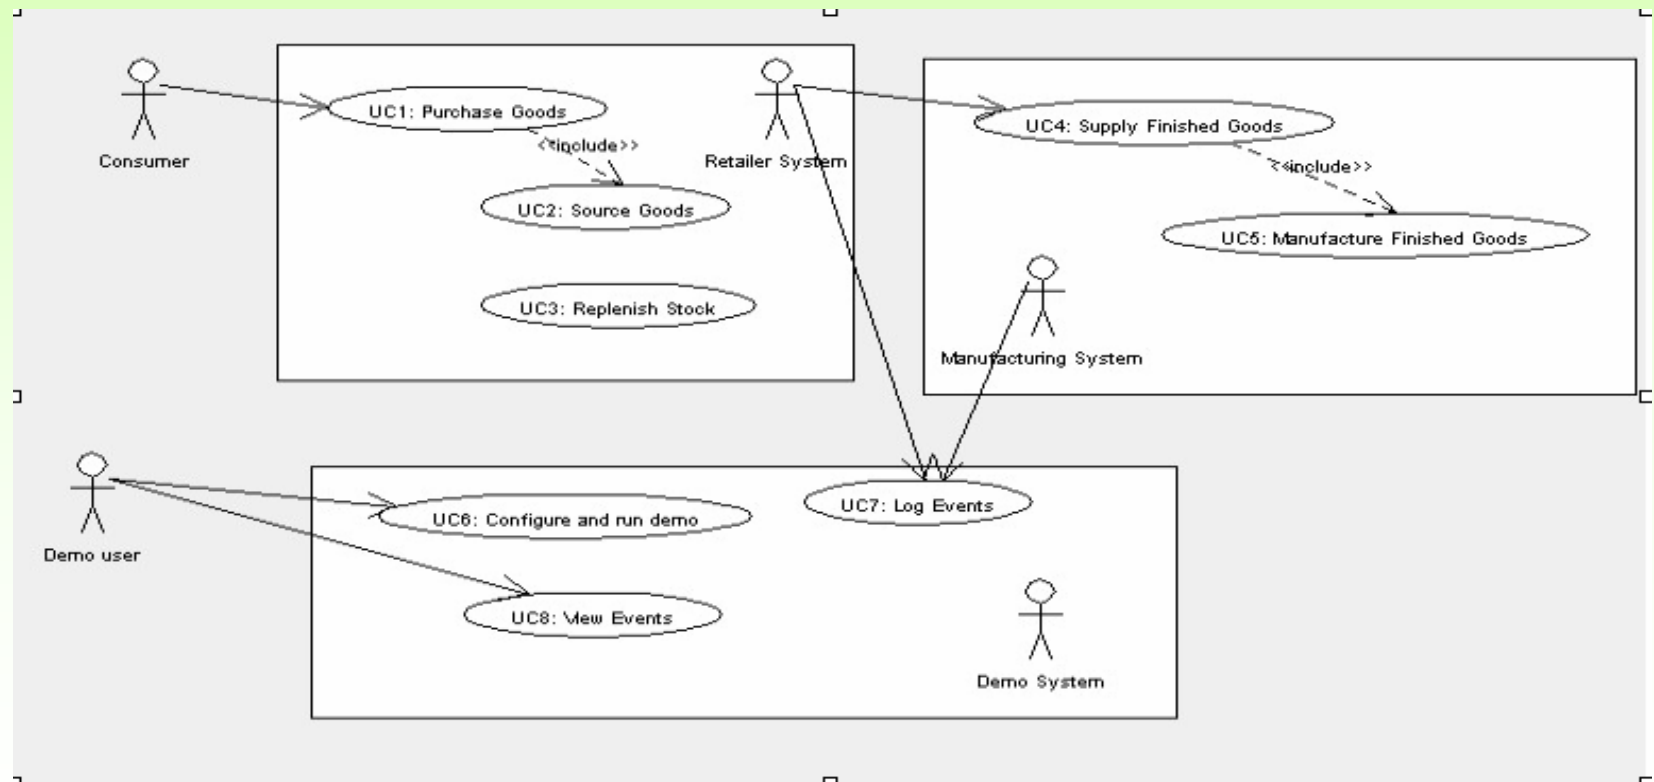 Consumer
UC1: Purchase Goods
<<include>>
UC2: Source Goods
UC3: Replenish Stock
Retailer System
UC4: Supply Finished Goods
<<include>>
UC5: Manufacture Finished Goods
Manufacturing System
Demo user
UC6: Configure and run demo
UC7: Log Events
UC8: View Events
Demo System